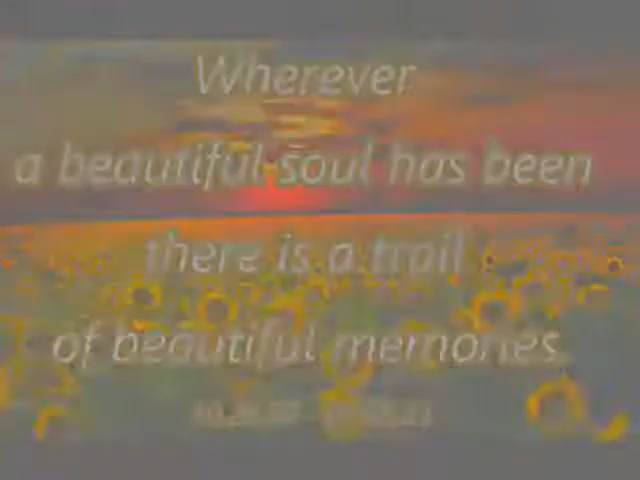 Wherever
a beautiful soul has been
there is a trail
of beautiful memories.